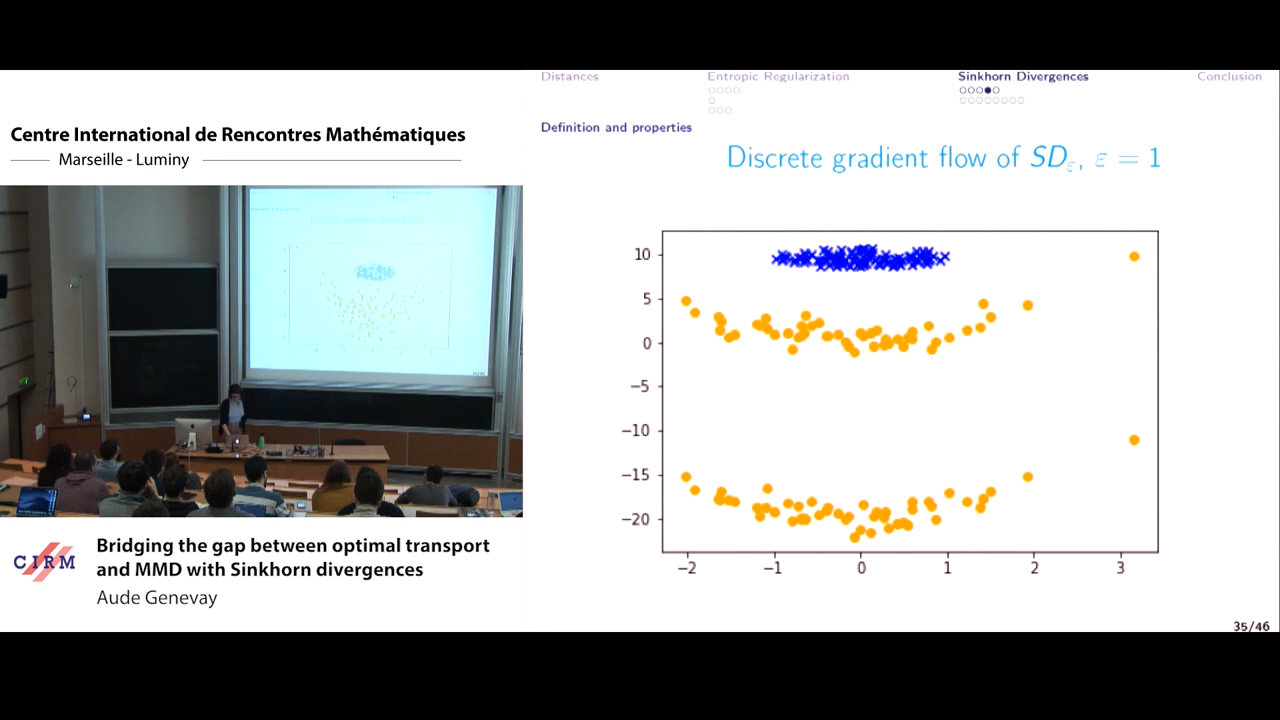 Centre International de Rencontres Mathématiques
Marseille - Luminy
CIRM
Bridging the gap between optimal transport
and MMD with Sinkhorn divergences
Aude Genevay
Distances
Entropic Regularization
Sinkhorn Divergences
Conclusion
Definition and properties
Discrete gradient flow of SDε, ε = 1
10
5
0
−5
−10
−15
−20
−2 −1 0 1 2 3
35/46